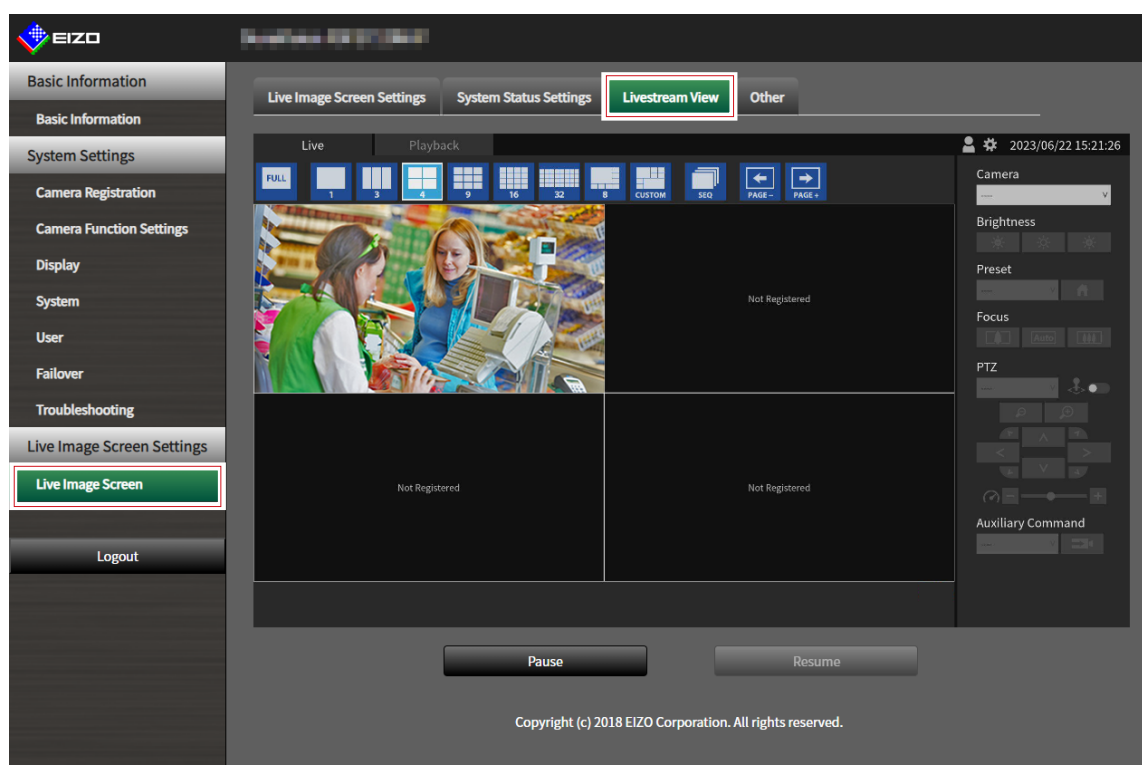 EIZO
Basic Information
Basic Information
System Settings
Camera Registration
Camera Function Settings
Display
System
User
Failover
Troubleshooting
Live Image Screen Settings
Live Image Screen
Logout
Live Image Screen Settings System Status Settings Livestream View Other
Live Playback 2023/06/22 15:21:26
FULL 1 3 4 9 16 32 8 CUSTOM SEQ PAGE− PAGE+
Not Registered
Not Registered
Not Registered
Camera
---
Brightness
Preset
---
Focus
Auto
PTZ
---
Auxiliary Command
---
Pause Resume
Copyright (c) 2018 EIZO Corporation. All rights reserved.